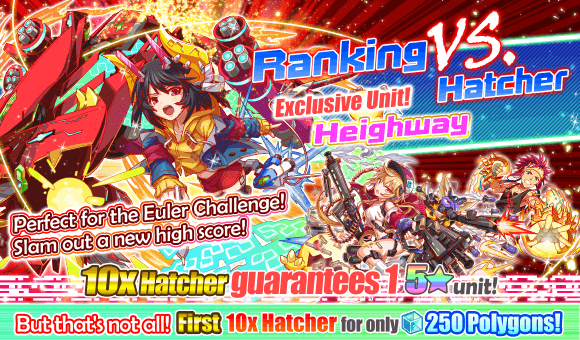 Ranking VS. Hatcher
Exclusive Unit!
Heighway
Perfect for the Euler Challenge!
Slam out a new high score!
10x Hatcher guarantees 1 5★ unit!
But that's not all! First 10x Hatcher for only 250 Polygons!